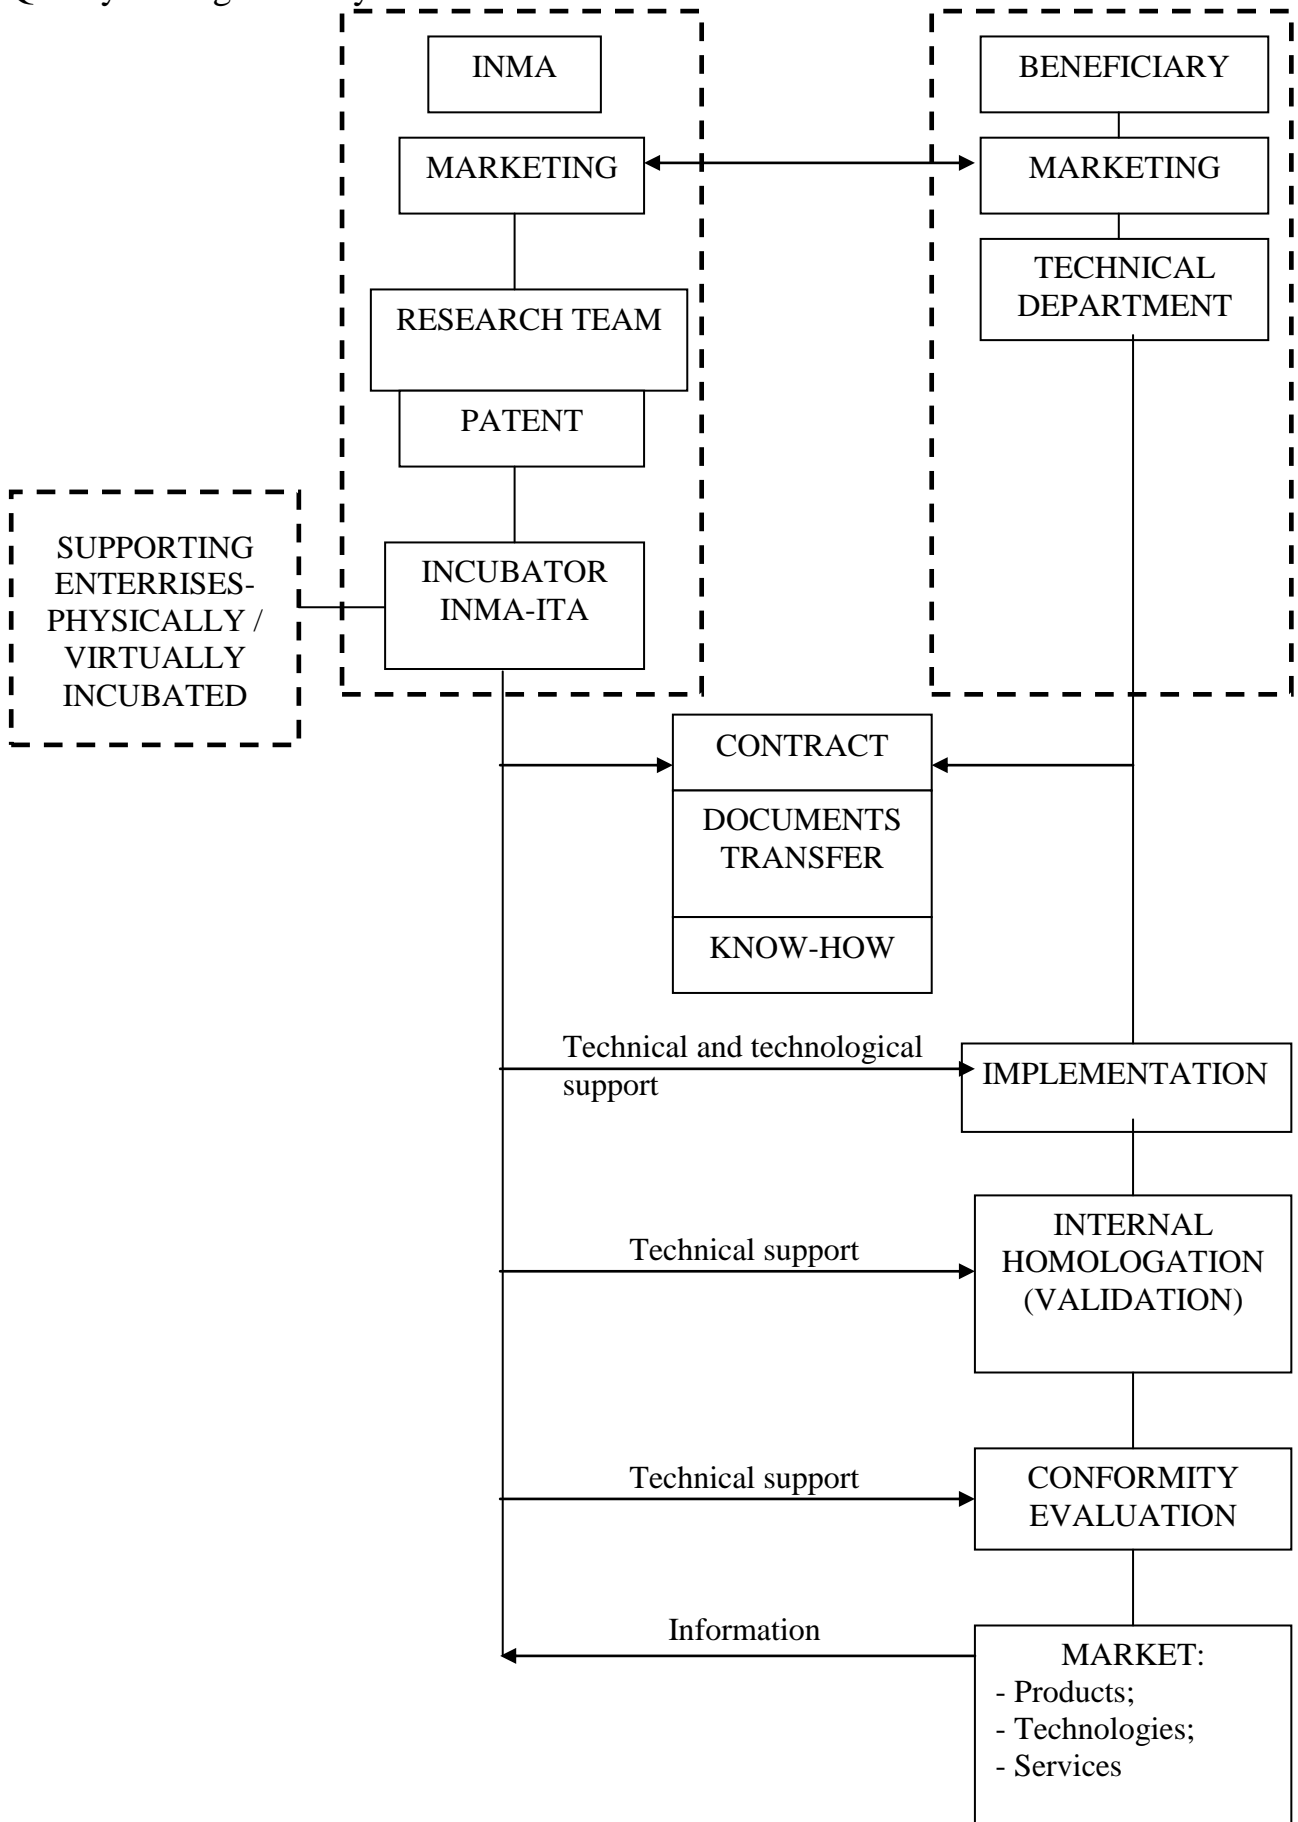 INMA
BENEFICIARY
MARKETING
MARKETING
TECHNICAL
DEPARTMENT
RESEARCH TEAM
PATENT
SUPPORTING
ENTERRISES-
PHYSICALLY /
VIRTUALLY
INCUBATED
INCUBATOR
INMA-ITA
CONTRACT
DOCUMENTS
TRANSFER
KNOW-HOW
Technical and technological
support
IMPLEMENTATION
Technical support
INTERNAL
HOMOLOGATION
(VALIDATION)
Technical support
CONFORMITY
EVALUATION
Information
MARKET:
- Products;
- Technologies;
- Services